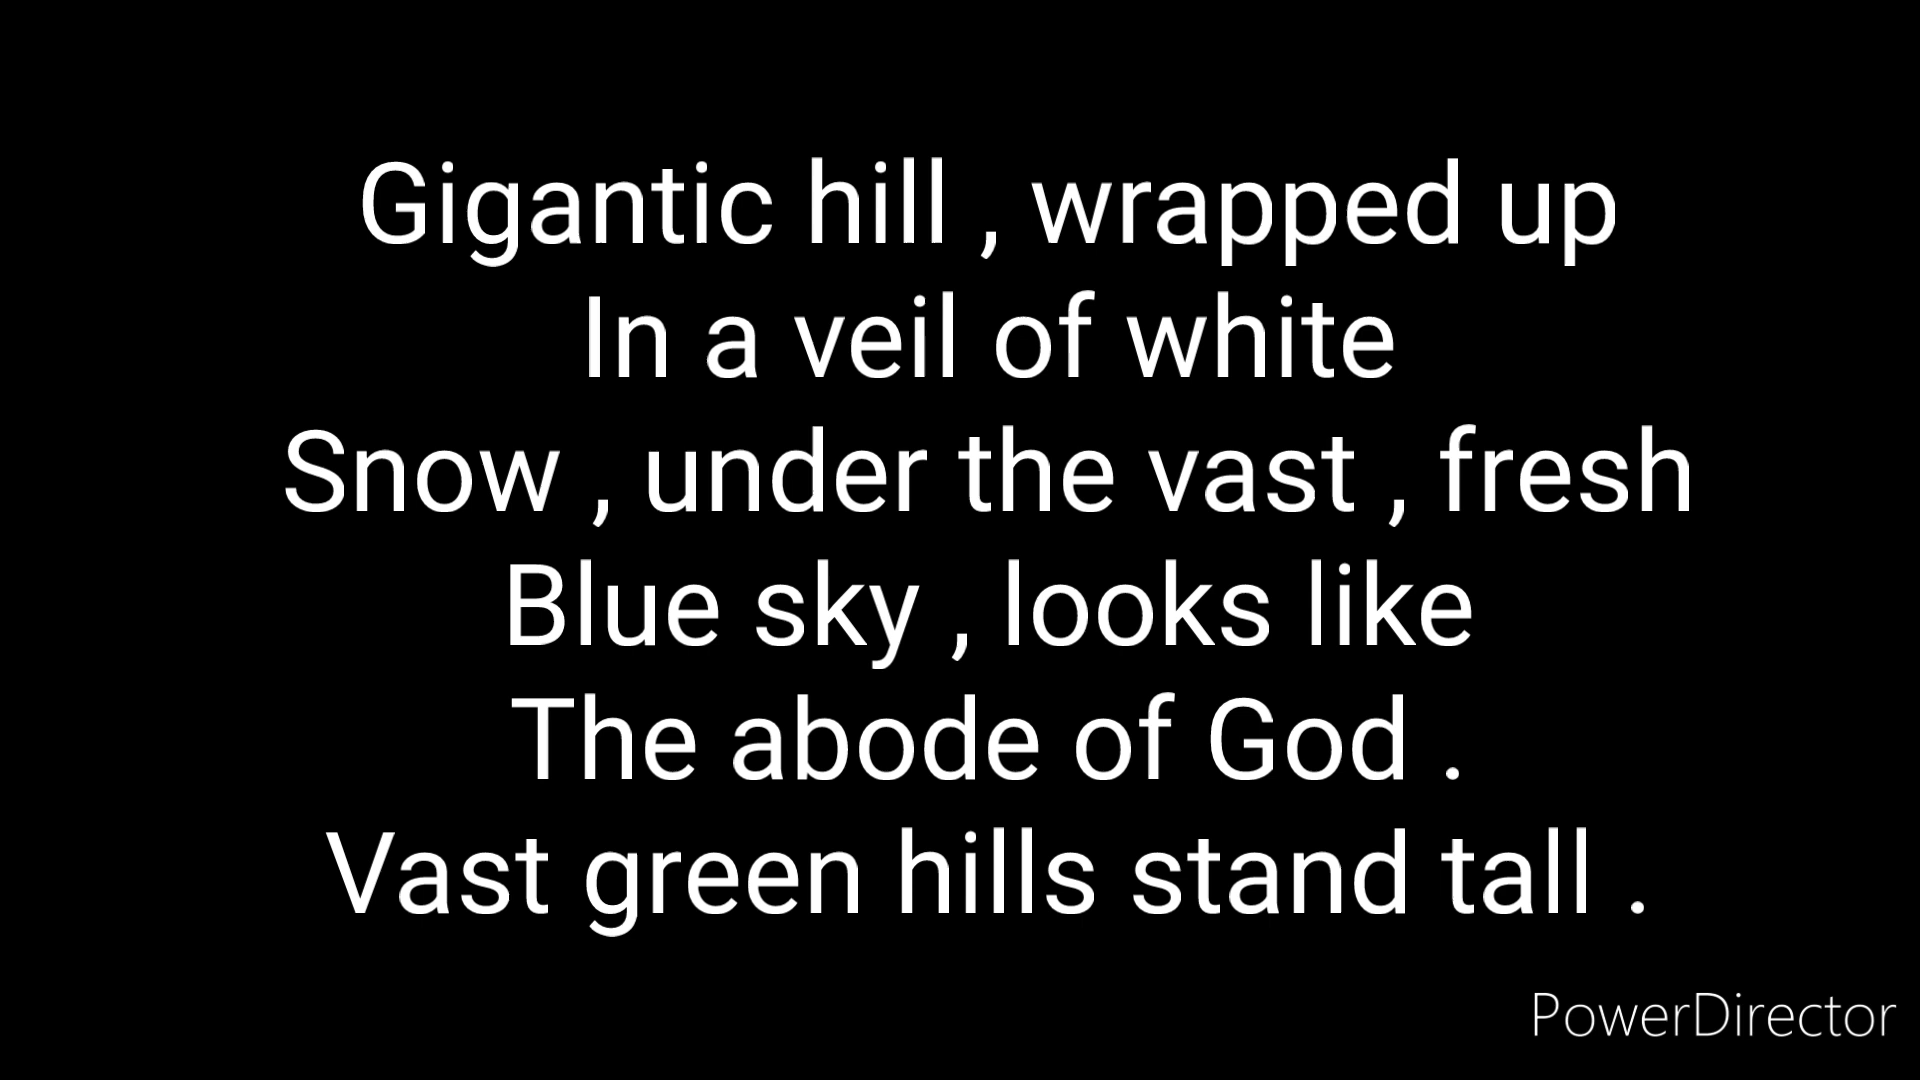 Gigantic hill , wrapped up
In a veil of white
Snow , under the vast , fresh
Blue sky , looks like
The abode of God .
Vast green hills stand tall .
PowerDirector